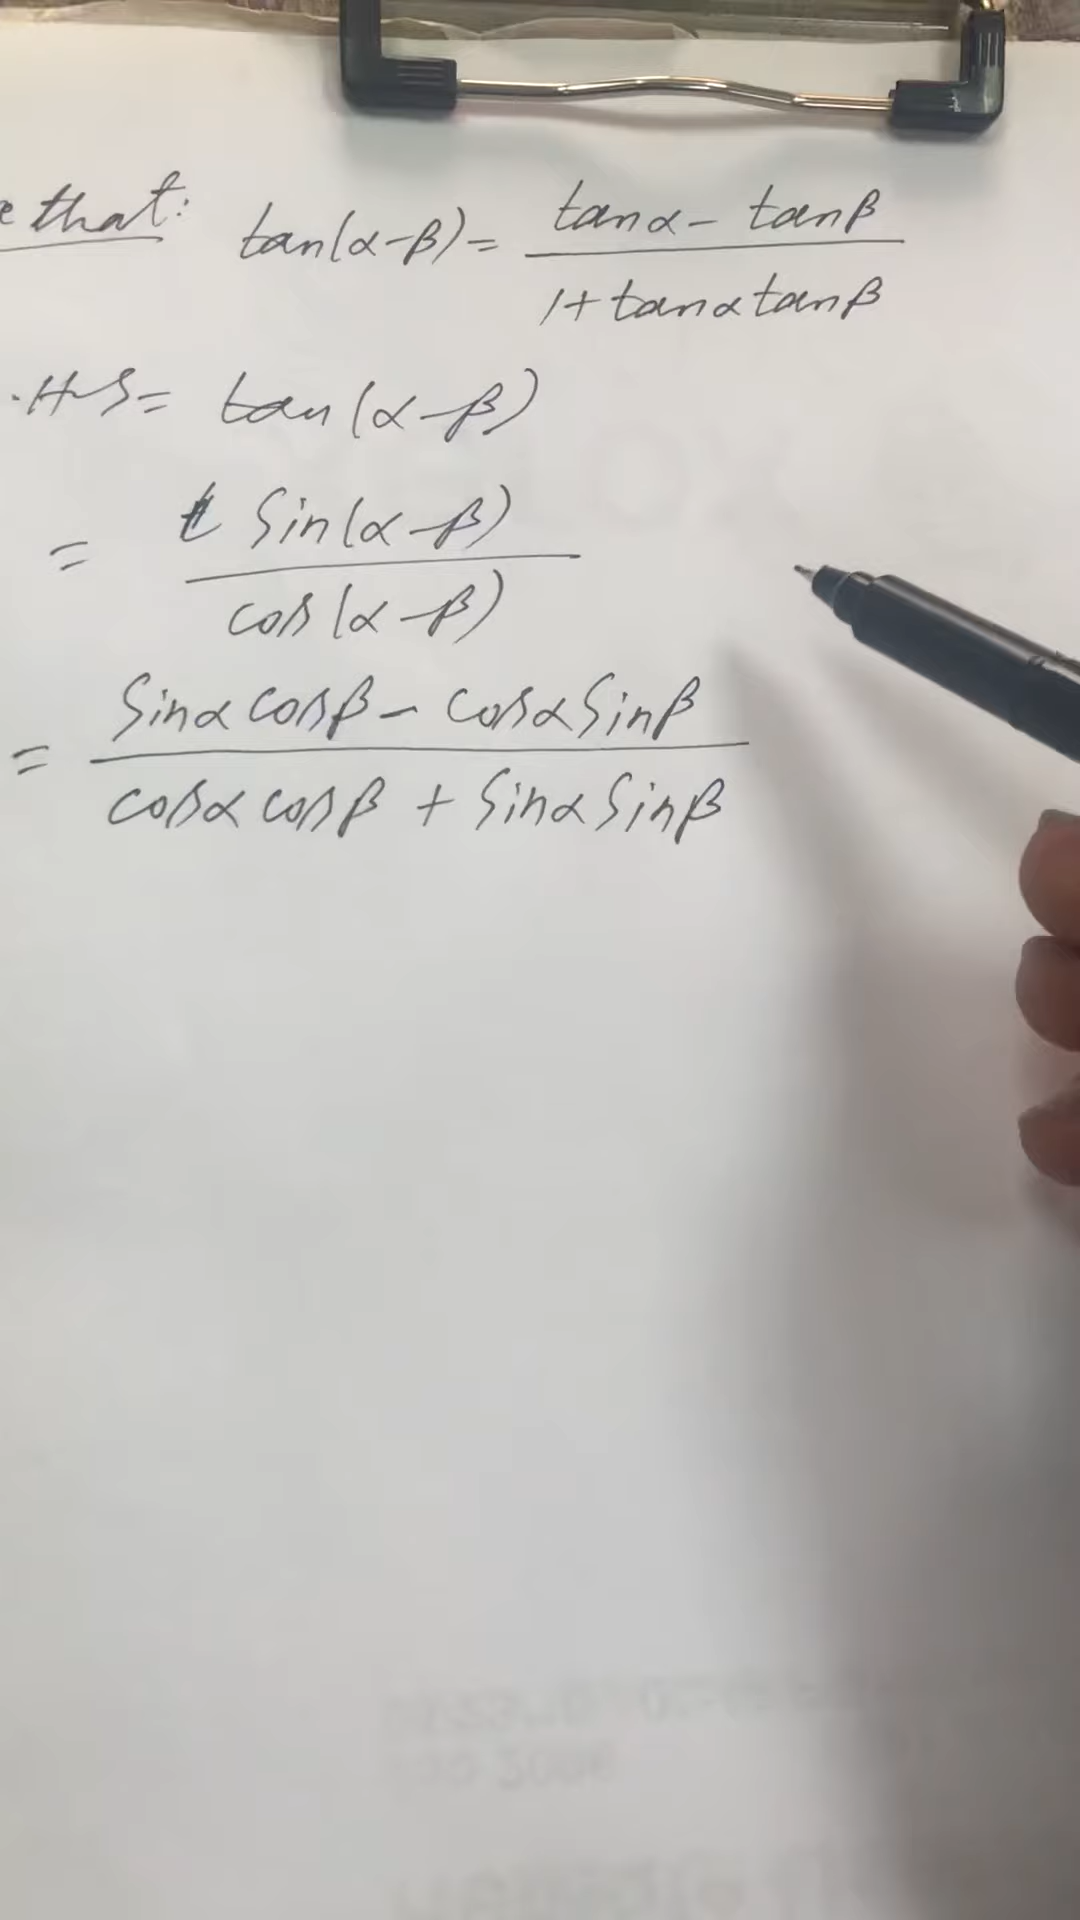 e that: tan(α-β) = tanα - tanβ
1 + tanα tanβ
.H.S = tan(α-β)
= Sin(α-β)
cos(α-β)
= Sinα cosβ - cosα Sinβ
cosα cosβ + Sinα Sinβ